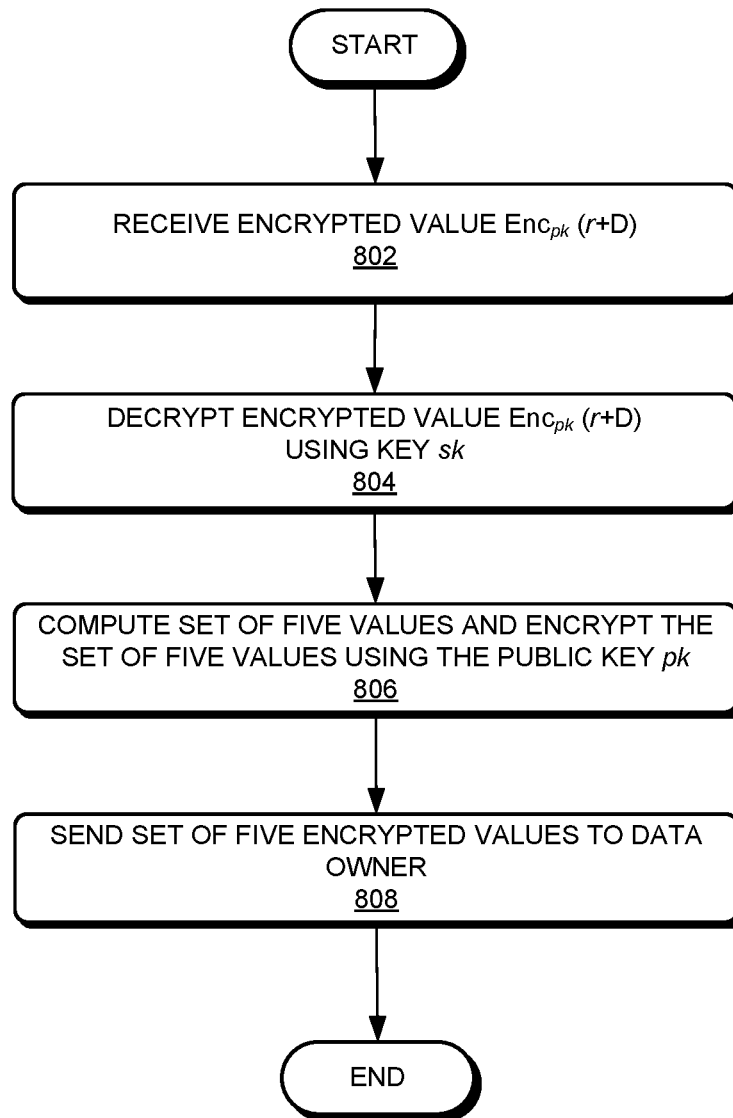 START
RECEIVE ENCRYPTED VALUE Encpk (r+D)
802
DECRYPT ENCRYPTED VALUE Encpk (r+D)
USING KEY sk
804
COMPUTE SET OF FIVE VALUES AND ENCRYPT THE
SET OF FIVE VALUES USING THE PUBLIC KEY pk
806
SEND SET OF FIVE ENCRYPTED VALUES TO DATA
OWNER
808
END